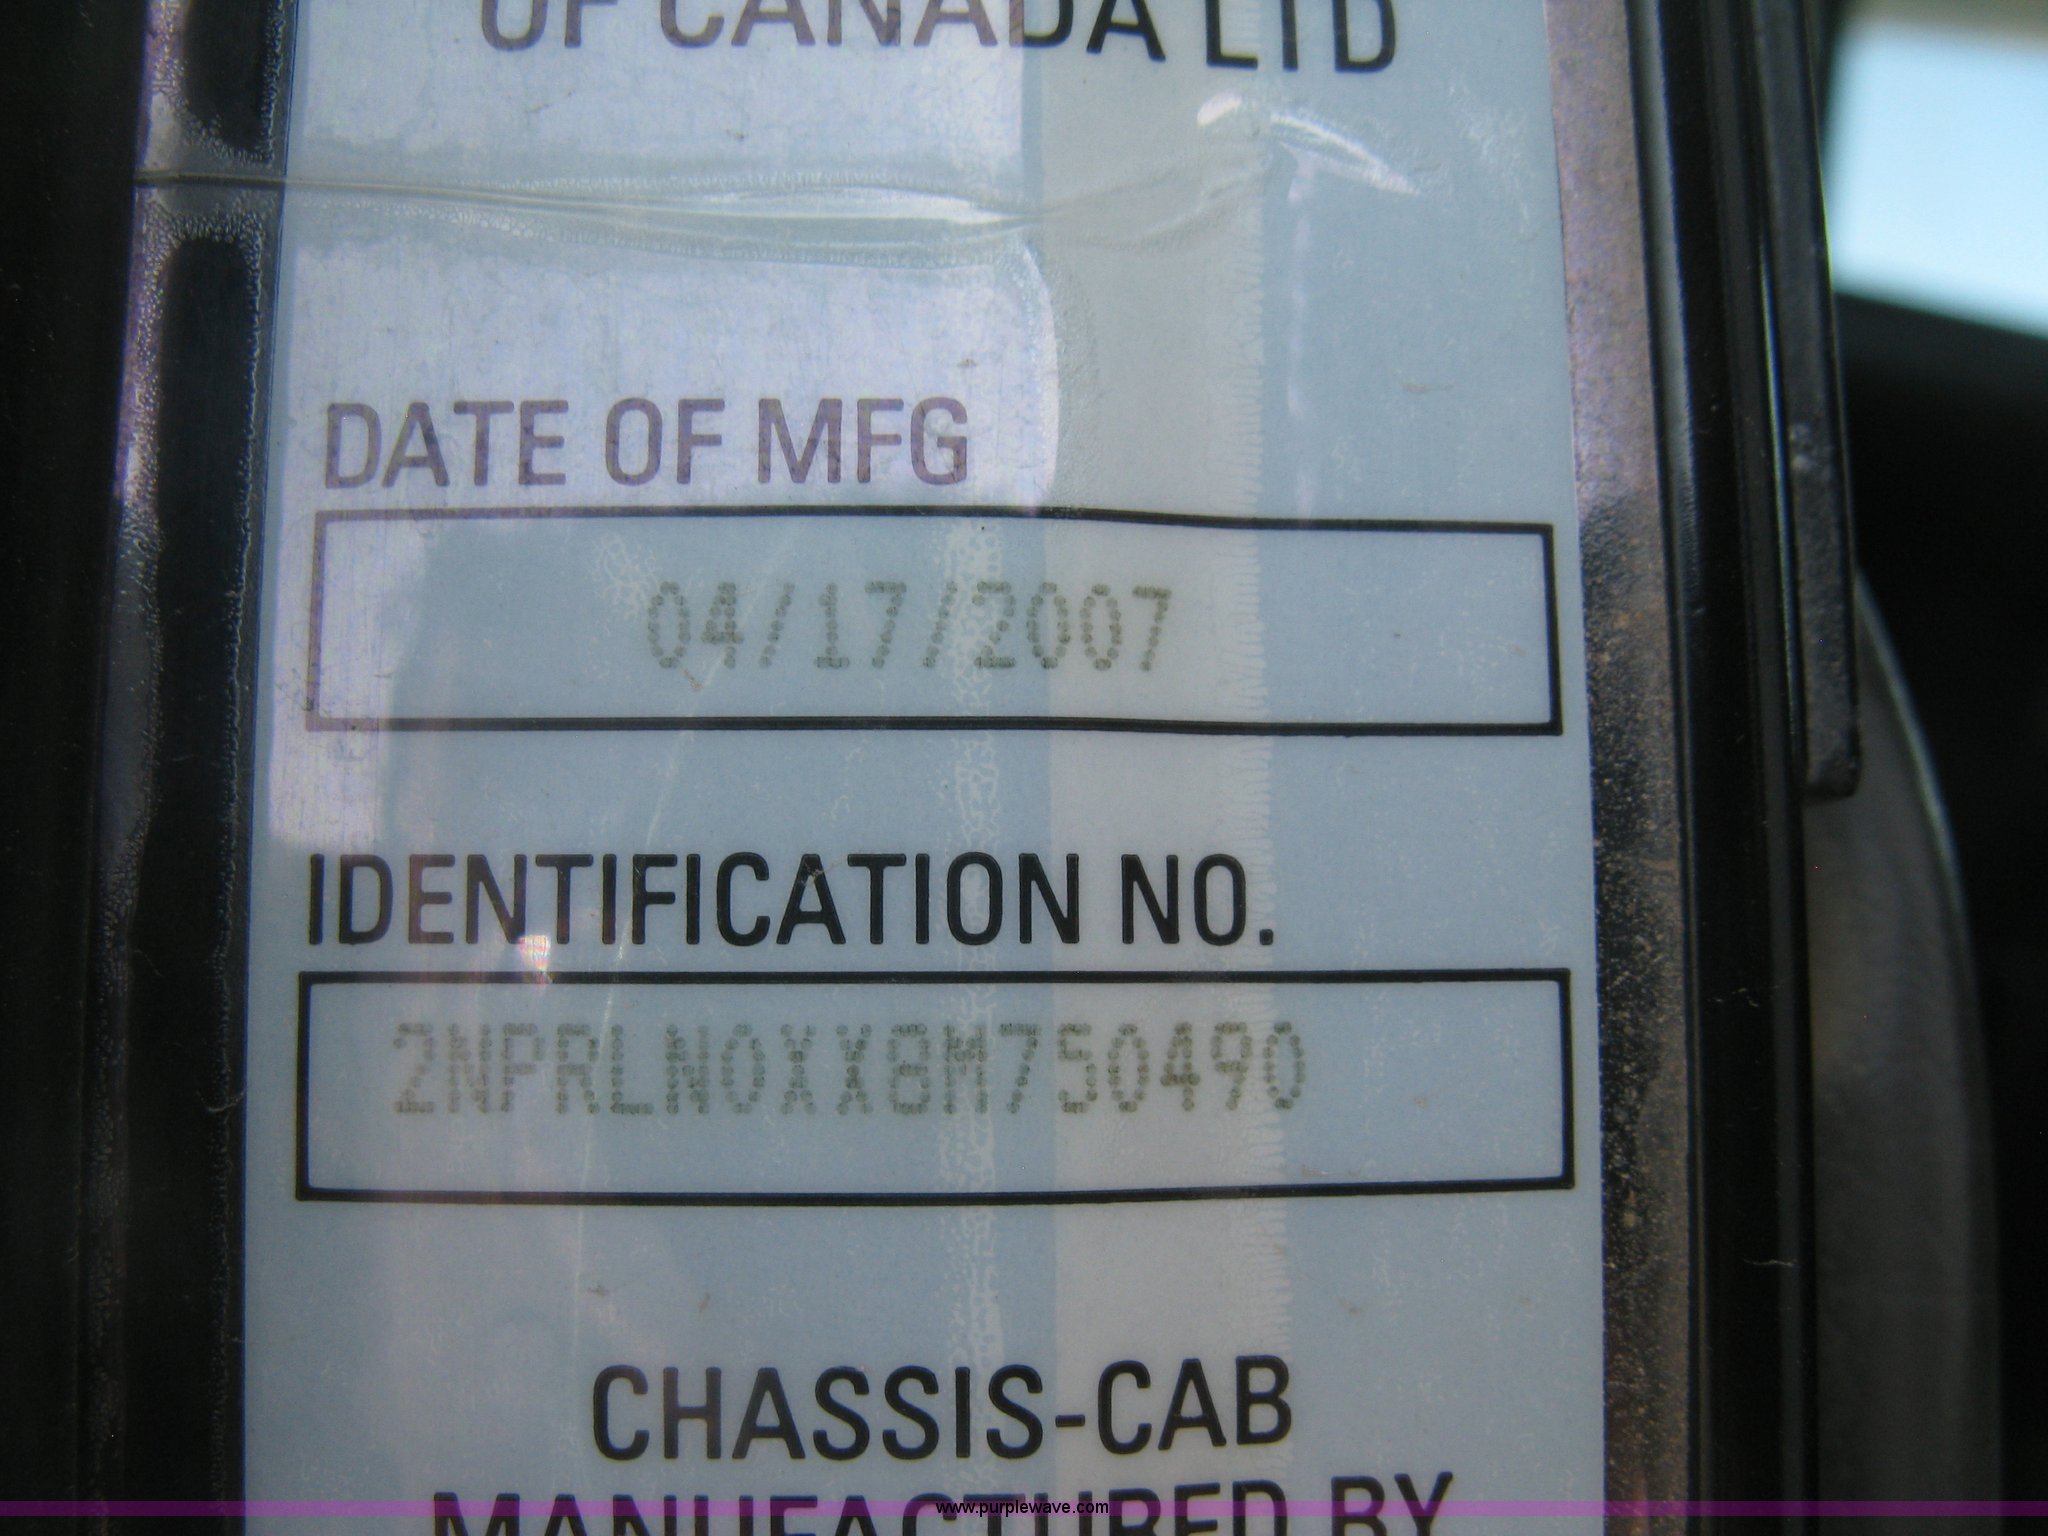 OF CANADA LTD
DATE OF MFG
04/17/2007
IDENTIFICATION NO.
2NPRLN0XX8M750490
CHASSIS-CAB
MANUFACTURED BY
www.purplewave.com